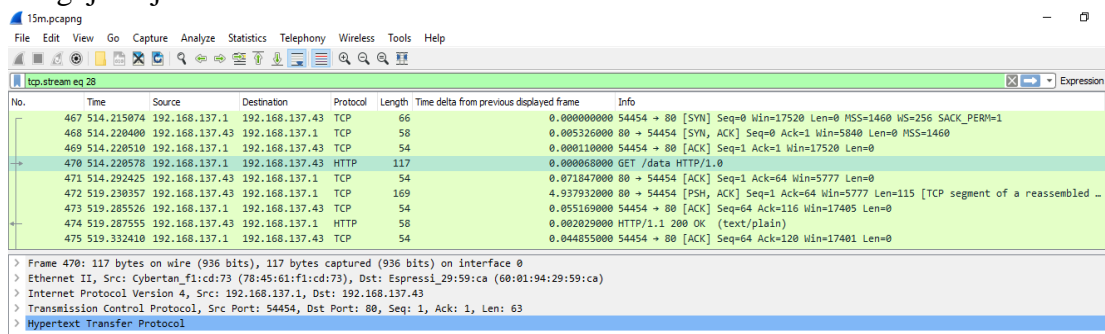 15m.pcapng
File Edit View Go Capture Analyze Statistics Telephony Wireless Tools Help
tcp.stream eq 28 Expression
No. Time Source Destination Protocol Length Time delta from previous displayed frame Info
467 514.215074 192.168.137.1 192.168.137.43 TCP 66 0.000000000 54454 → 80 [SYN] Seq=0 Win=17520 Len=0 MSS=1460 WS=256 SACK_PERM=1
468 514.220400 192.168.137.43 192.168.137.1 TCP 58 0.005326000 80 → 54454 [SYN, ACK] Seq=0 Ack=1 Win=5840 Len=0 MSS=1460
469 514.220510 192.168.137.1 192.168.137.43 TCP 54 0.000110000 54454 → 80 [ACK] Seq=1 Ack=1 Win=17520 Len=0
470 514.220578 192.168.137.1 192.168.137.43 HTTP 117 0.000068000 GET /data HTTP/1.0
471 514.292425 192.168.137.43 192.168.137.1 TCP 54 0.071847000 80 → 54454 [ACK] Seq=1 Ack=64 Win=5777 Len=0
472 519.230357 192.168.137.43 192.168.137.1 TCP 169 4.937932000 80 → 54454 [PSH, ACK] Seq=1 Ack=64 Win=5777 Len=115 [TCP segment of a reassembled …
473 519.285526 192.168.137.1 192.168.137.43 TCP 54 0.055169000 54454 → 80 [ACK] Seq=64 Ack=116 Win=17405 Len=0
474 519.287555 192.168.137.43 192.168.137.1 HTTP 58 0.002029000 HTTP/1.1 200 OK (text/plain)
475 519.332410 192.168.137.1 192.168.137.43 TCP 54 0.044855000 54454 → 80 [ACK] Seq=64 Ack=120 Win=17401 Len=0
> Frame 470: 117 bytes on wire (936 bits), 117 bytes captured (936 bits) on interface 0
> Ethernet II, Src: Cybertan_f1:cd:73 (78:45:61:f1:cd:73), Dst: Espressi_29:59:ca (60:01:94:29:59:ca)
> Internet Protocol Version 4, Src: 192.168.137.1, Dst: 192.168.137.43
> Transmission Control Protocol, Src Port: 54454, Dst Port: 80, Seq: 1, Ack: 1, Len: 63
> Hypertext Transfer Protocol